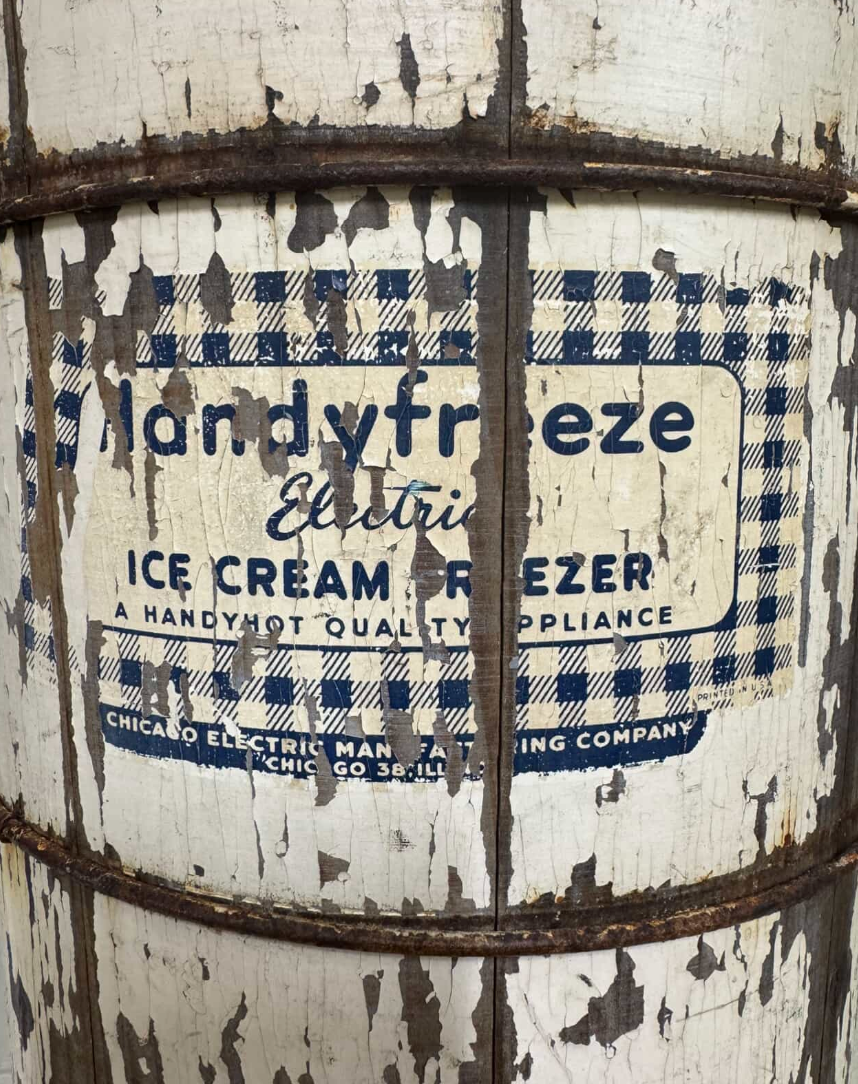 Handyfreeze
Electric
ICE CREAM FREEZER
A HANDYHOT QUALITY APPLIANCE
PRINTED IN U.S.
CHICAGO ELECTRIC MANUFACTURING COMPANY
CHICAGO 38, ILL.